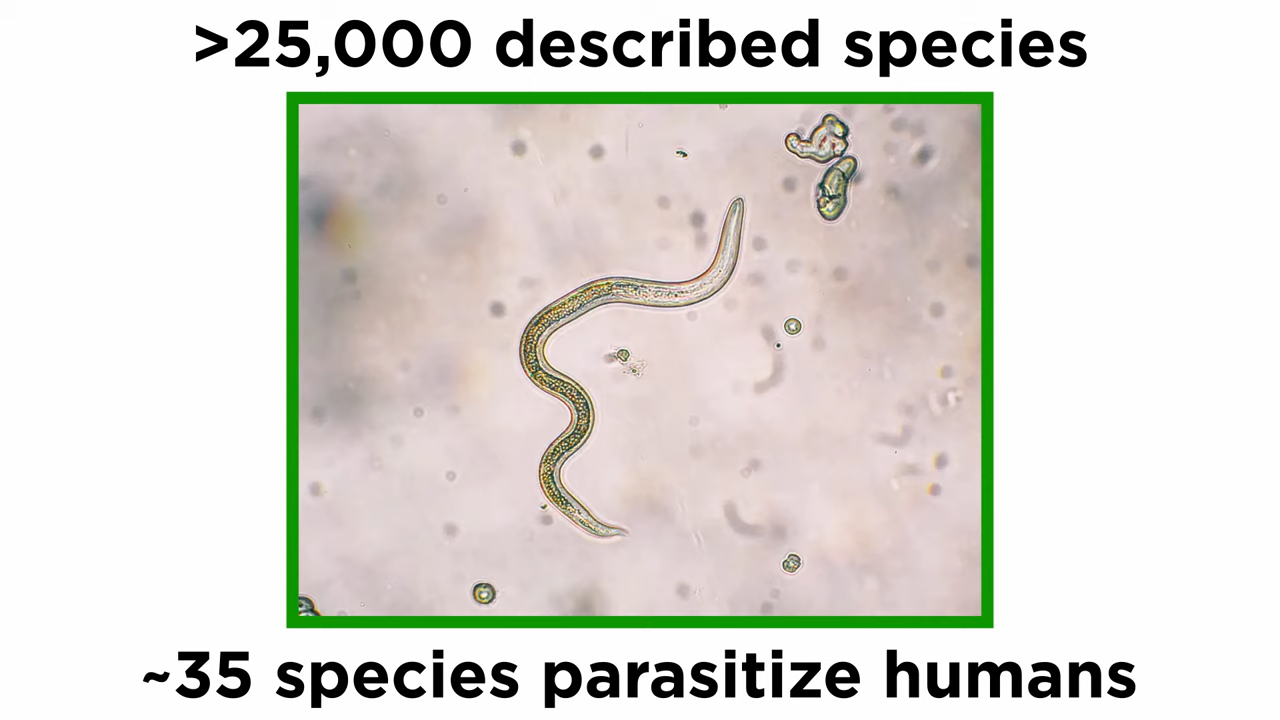 >25,000 described species
~35 species parasitize humans